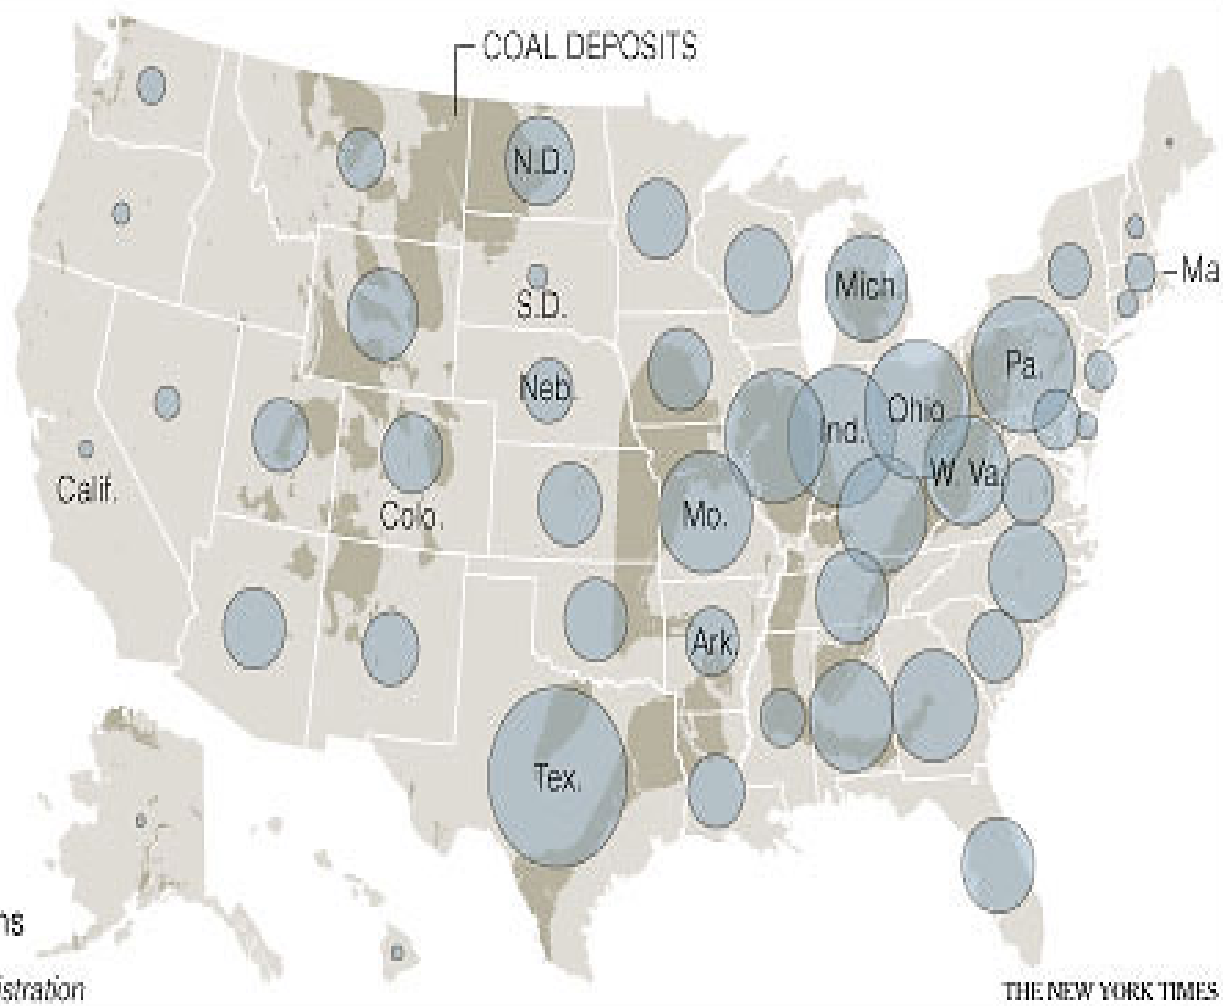 COAL DEPOSITS
N.D.
Mich.
Ma
S.D.
Pa.
Neb.
Ohio
Ind.
W. Va.
Calif.
Colo.
Mo.
Ark.
Tex.
ns
istration
THE NEW YORK TIMES